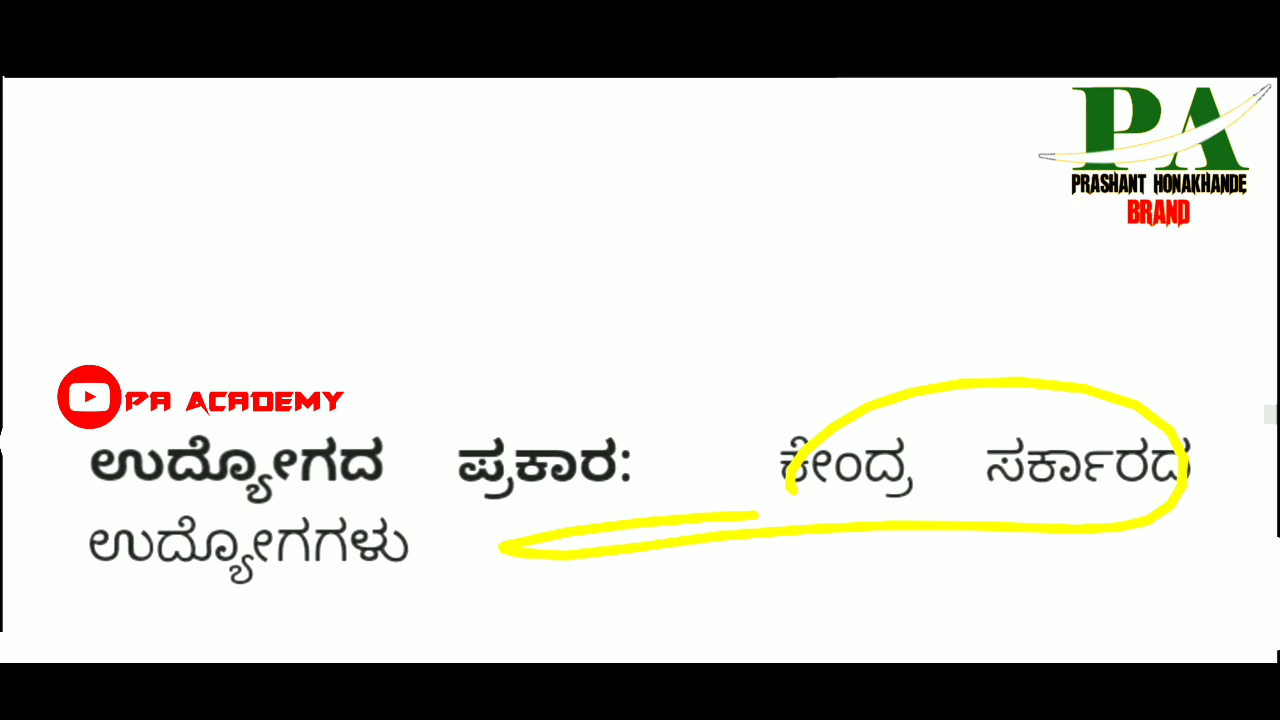 PA
PRASHANT HONAKHANDE
BRAND
PA ACADEMY
ಉದ್ಯೋಗದ ಪ್ರಕಾರ: ಕೇಂದ್ರ ಸರ್ಕಾರದ
ಉದ್ಯೋಗಗಳು